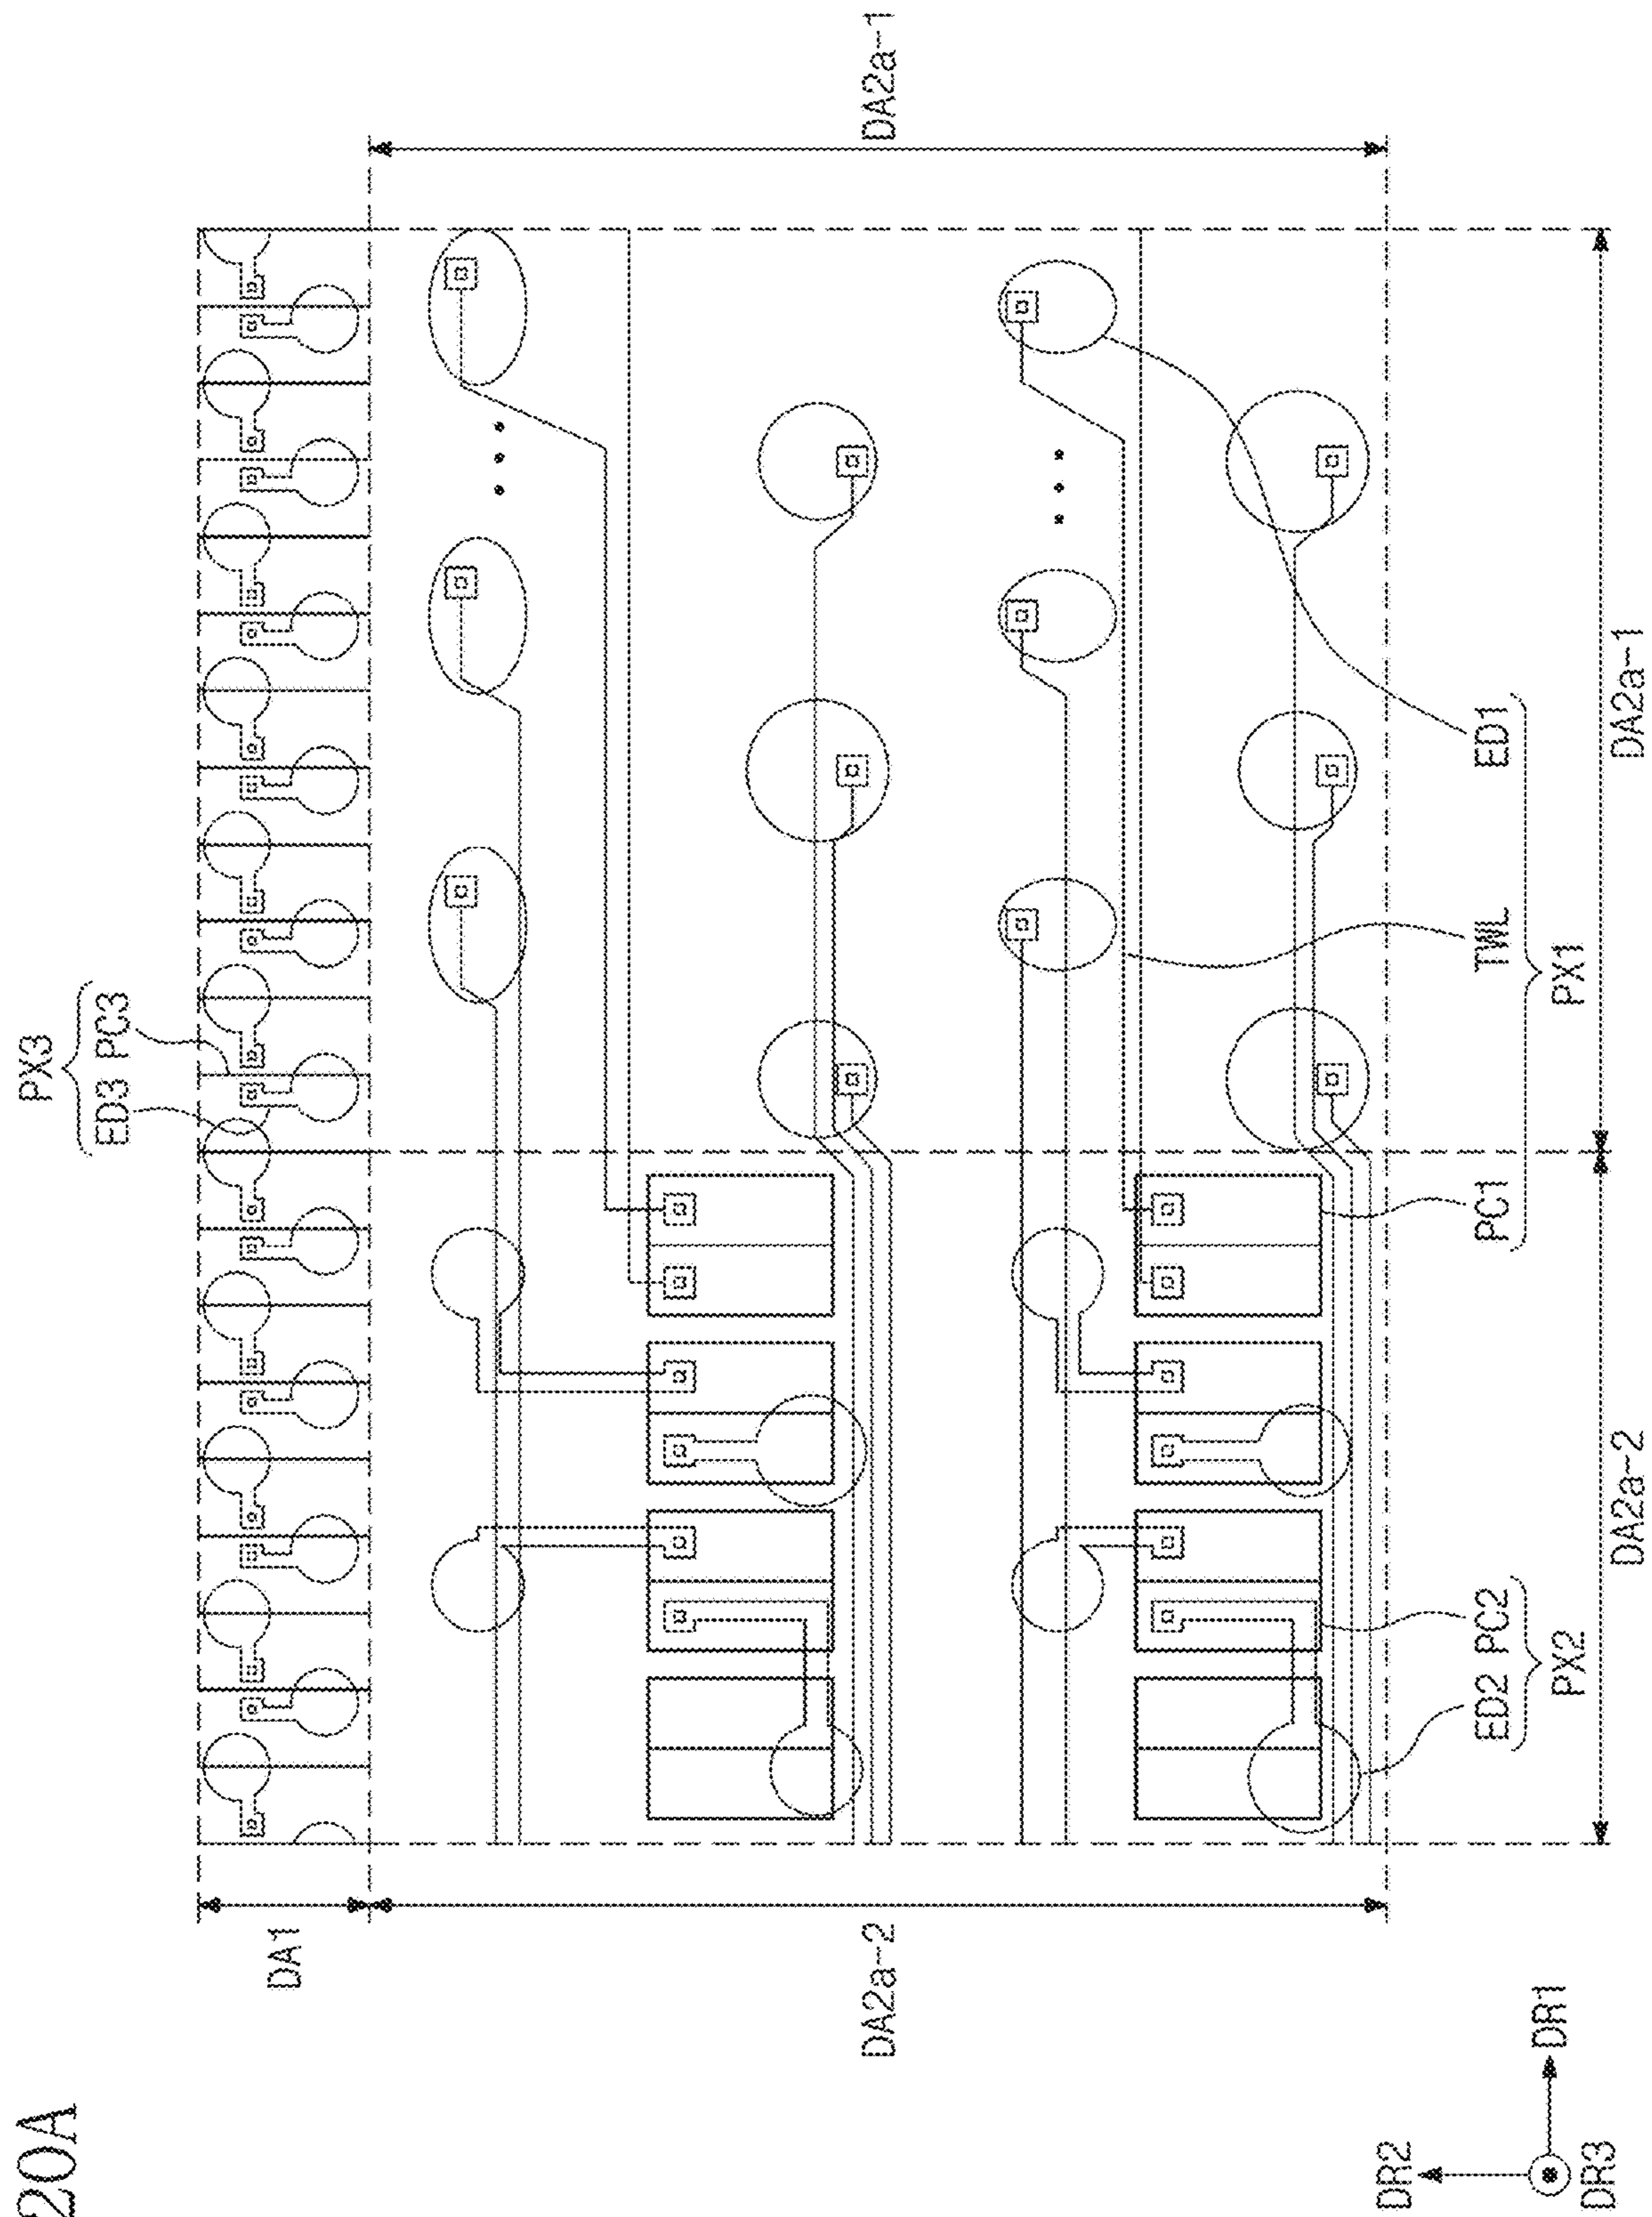 20A
PX3
ED3 PC3
DA1
DA2a-2
DA2a-1
ED2 PC2
PX2
PC1
TWL
ED1
PX1
DA2a-2
DA2a-1
DR2
DR1
DR3